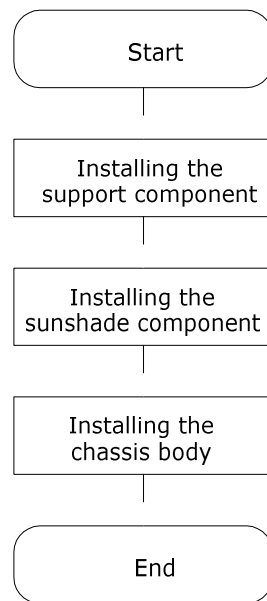 Start
Installing the
support component
Installing the
sunshade component
Installing the
chassis body
End